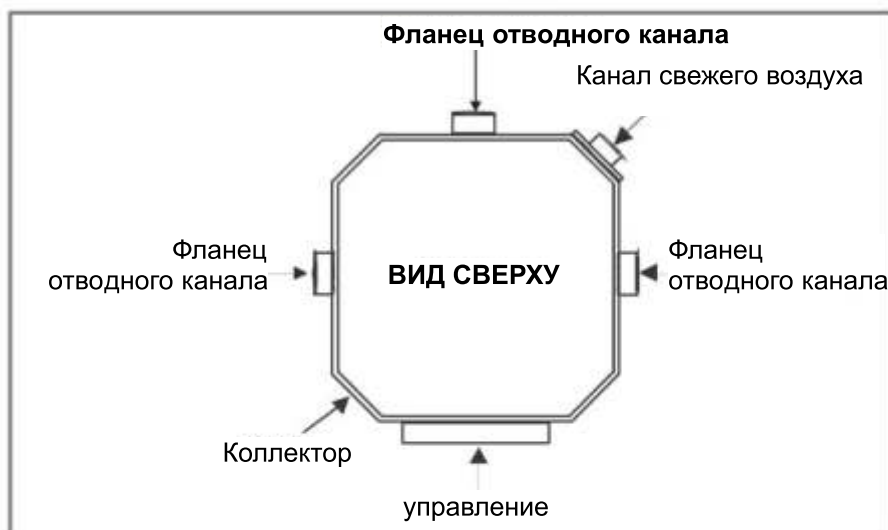 Фланец отводного канала
Канал свежего воздуха
Фланец
отводного канала
ВИД СВЕРХУ
Фланец
отводного канала
Коллектор
управление